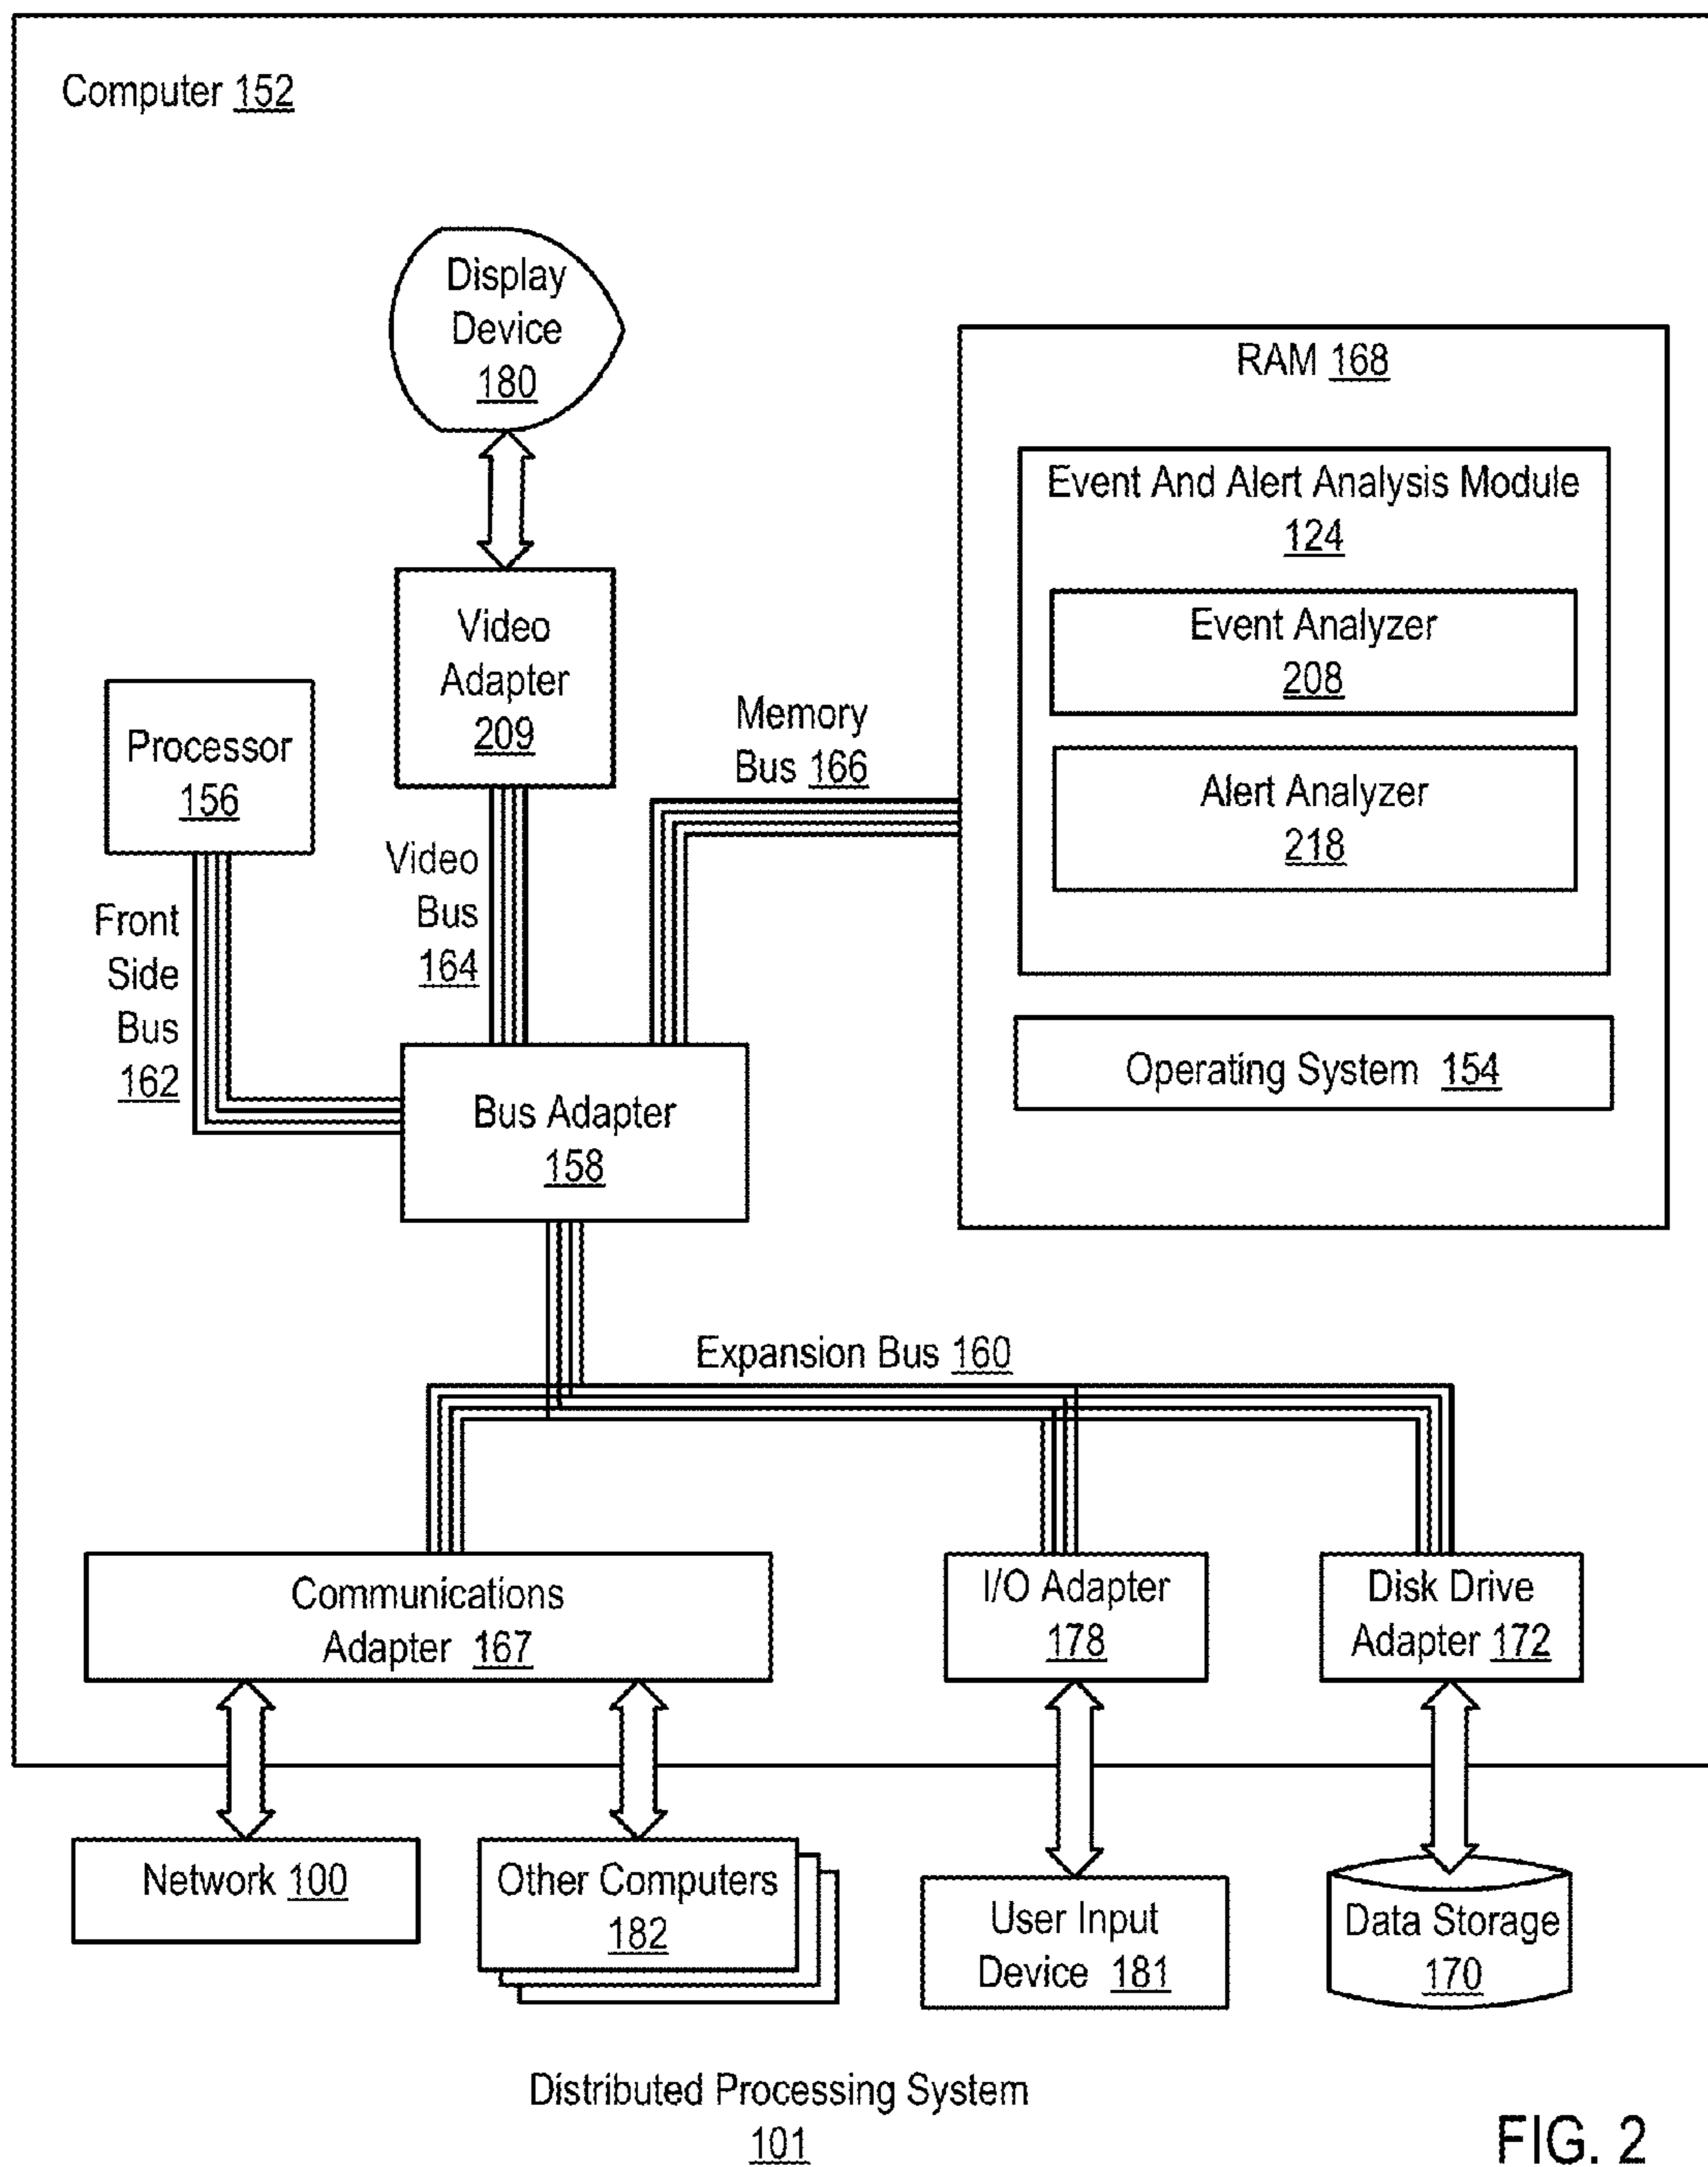 Computer 152
Display
Device
180
RAM 168
Event And Alert Analysis Module
124
Event Analyzer
208
Alert Analyzer
218
Operating System 154
Video
Adapter
209
Processor
156
Memory
Bus 166
Video
Bus
164
Front
Side
Bus
162
Bus Adapter
158
Expansion Bus 160
Communications
Adapter 167
I/O Adapter
178
Disk Drive
Adapter 172
Network 100
Other Computers
182
User Input
Device 181
Data Storage
170
Distributed Processing System
101
FIG. 2